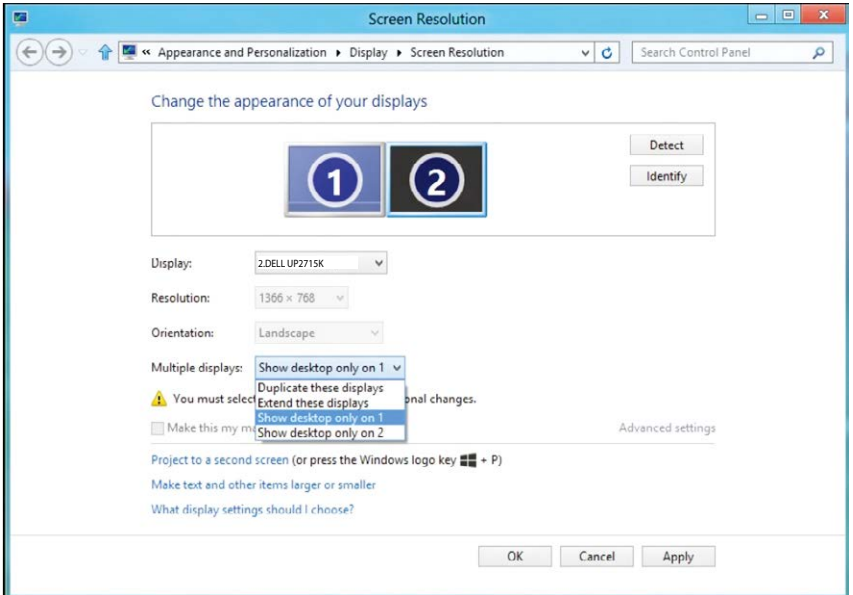 Screen Resolution
« Appearance and Personalization ▸ Display ▸ Screen Resolution
Search Control Panel
Change the appearance of your displays
1 2
Detect
Identify
Display: 2.DELL UP2715K
Resolution: 1366 × 768
Orientation: Landscape
Multiple displays: Show desktop only on 1
Duplicate these displays
Extend these displays
Show desktop only on 1
Show desktop only on 2
You must select onal changes.
Make this my m
Advanced settings
Project to a second screen (or press the Windows logo key + P)
Make text and other items larger or smaller
What display settings should I choose?
OK Cancel Apply